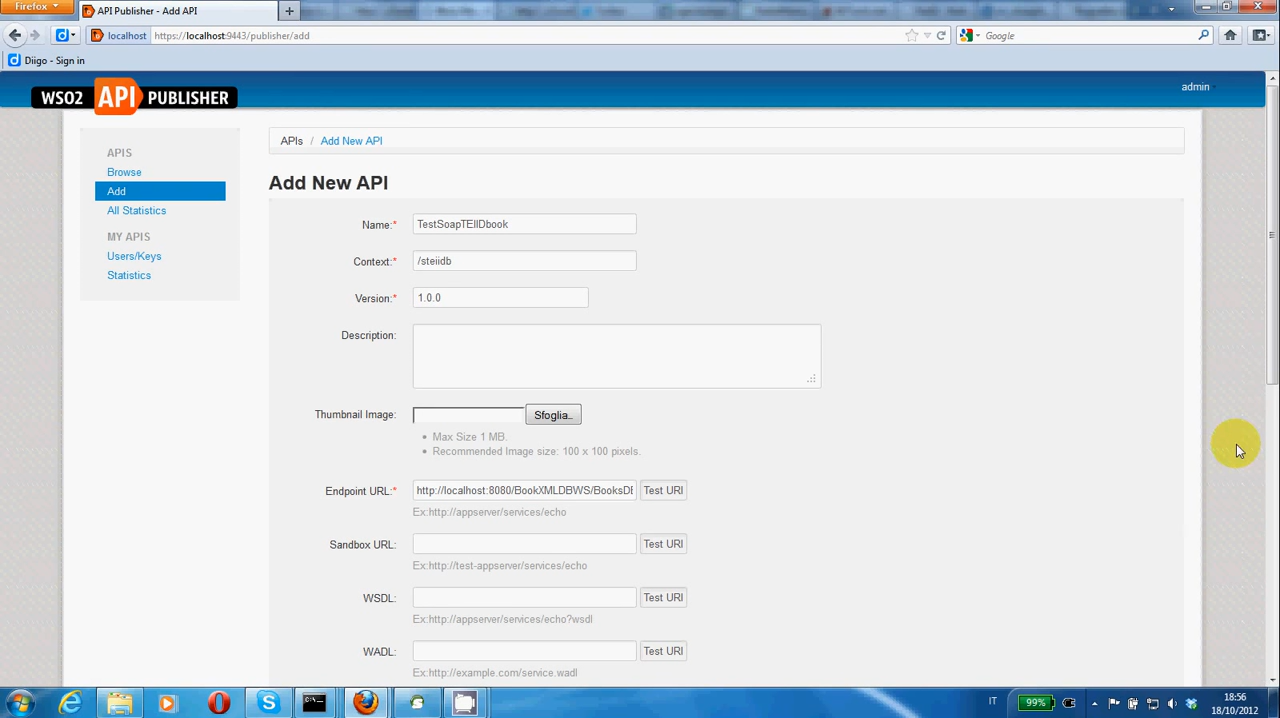 Firefox
API Publisher - Add API
localhost
https://localhost:9443/publisher/add
Google
Diigo - Sign in
WSO2 API PUBLISHER
admin
APIS
Browse
Add
All Statistics
MY APIS
Users/Keys
Statistics
APIs / Add New API
Add New API
Name:* TestSoapTEIIDbook
Context:* /steiidb
Version:* 1.0.0
Description:
Thumbnail Image: Sfoglia...
• Max Size 1 MB.
• Recommended Image size: 100 x 100 pixels.
Endpoint URL:* http://localhost:8080/BookXMLDBWS/BooksDB Test URI
Ex:http://appserver/services/echo
Sandbox URL: Test URI
Ex:http://test-appserver/services/echo
WSDL: Test URI
Ex:http://appserver/services/echo?wsdl
WADL: Test URI
Ex:http://example.com/service.wadl
IT
99%
18:56
18/10/2012